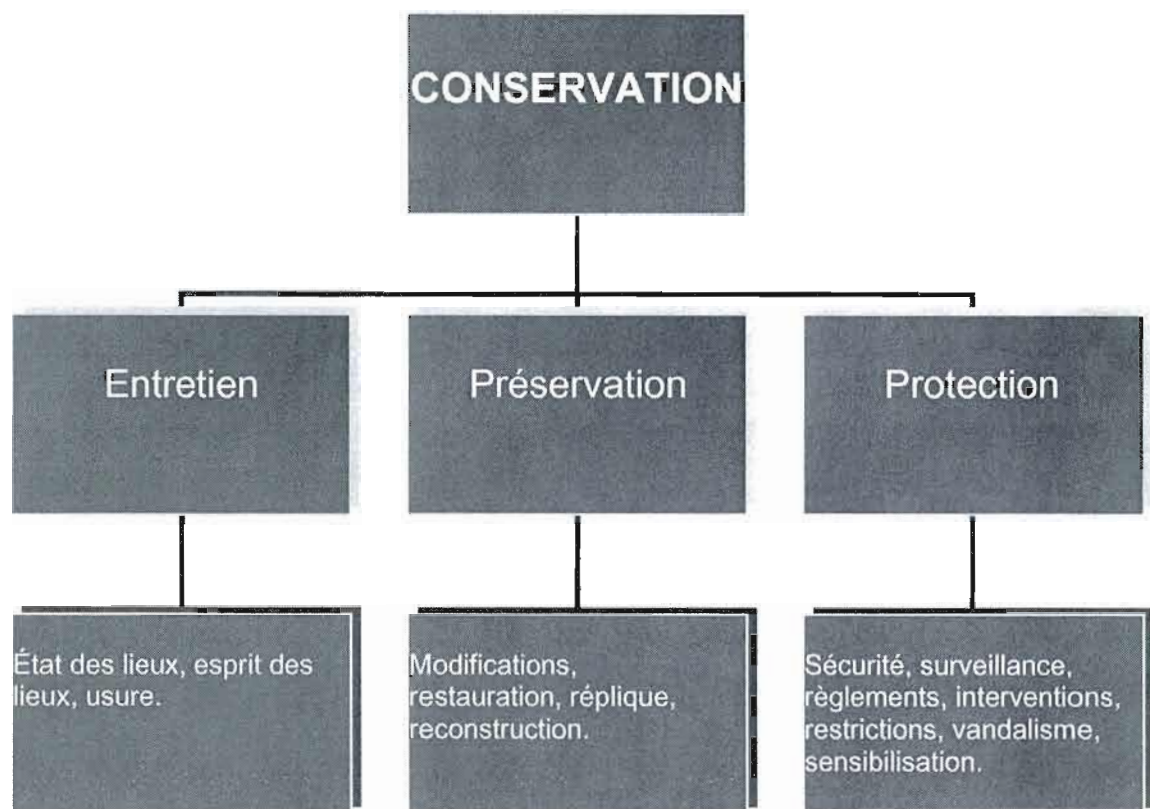 CONSERVATION
Entretien
Préservation
Protection
État des lieux, esprit des
lieux, usure.
Modifications,
restauration, réplique,
reconstruction.
Sécurité, surveillance,
règlements, interventions,
restrictions, vandalisme,
sensibilisation.